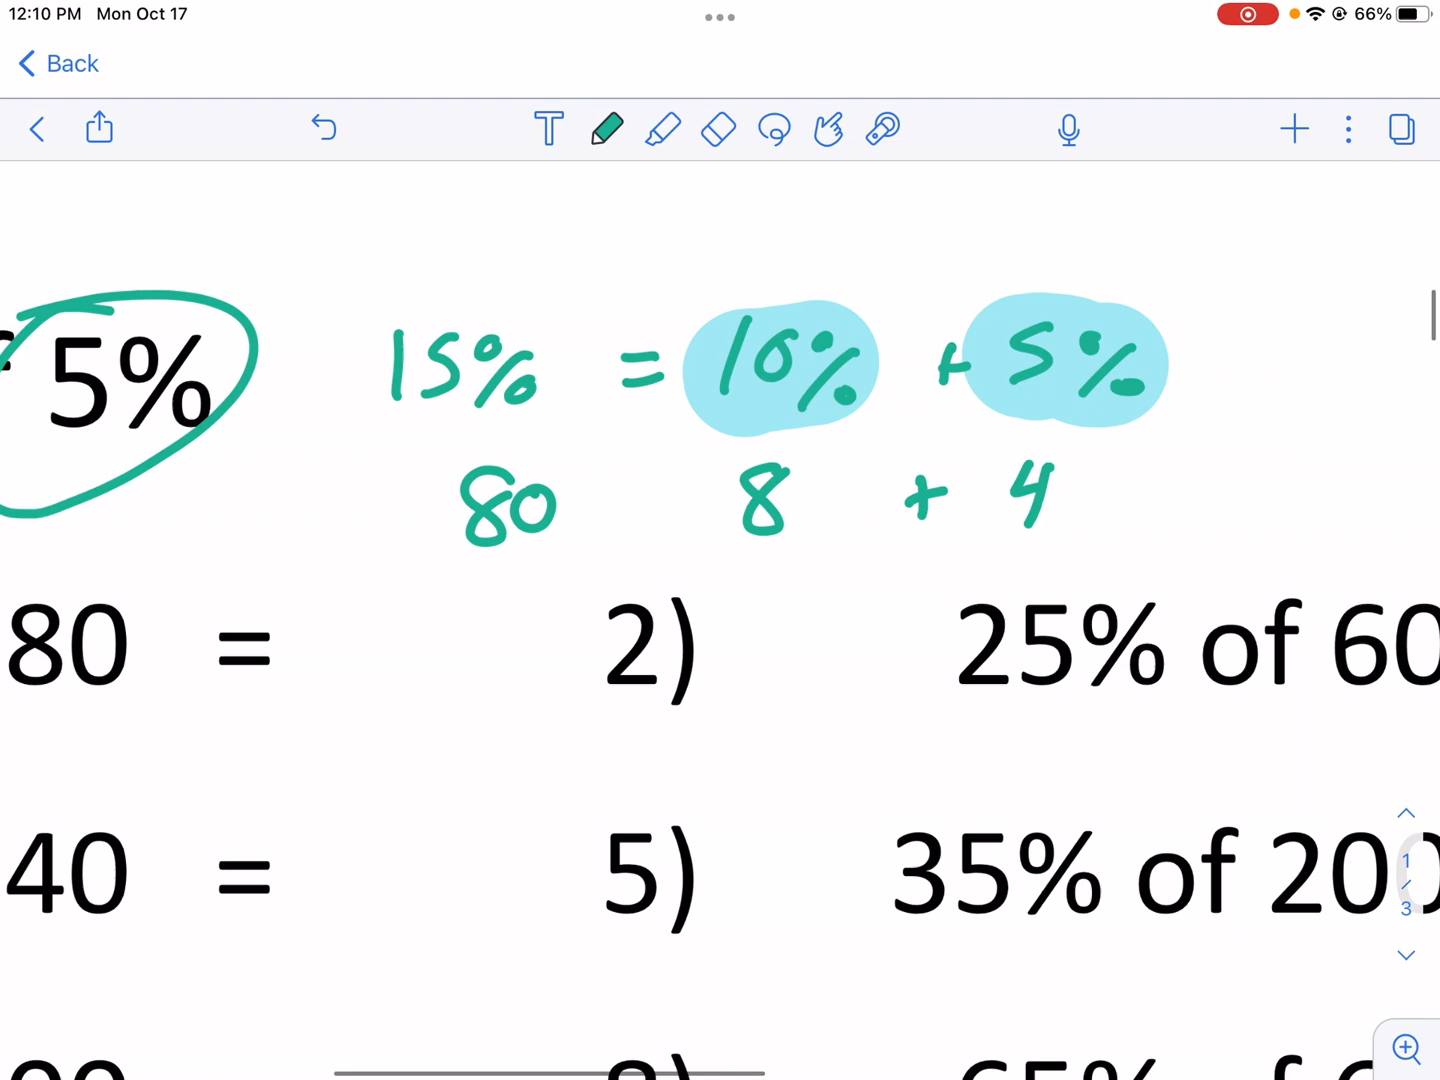 12:10 PM Mon Oct 17 66%
Back
T
5% 15% = 10% + 5%
80 8 + 4
80 = 2) 25% of 60
40 = 5) 35% of 200
1
/
3